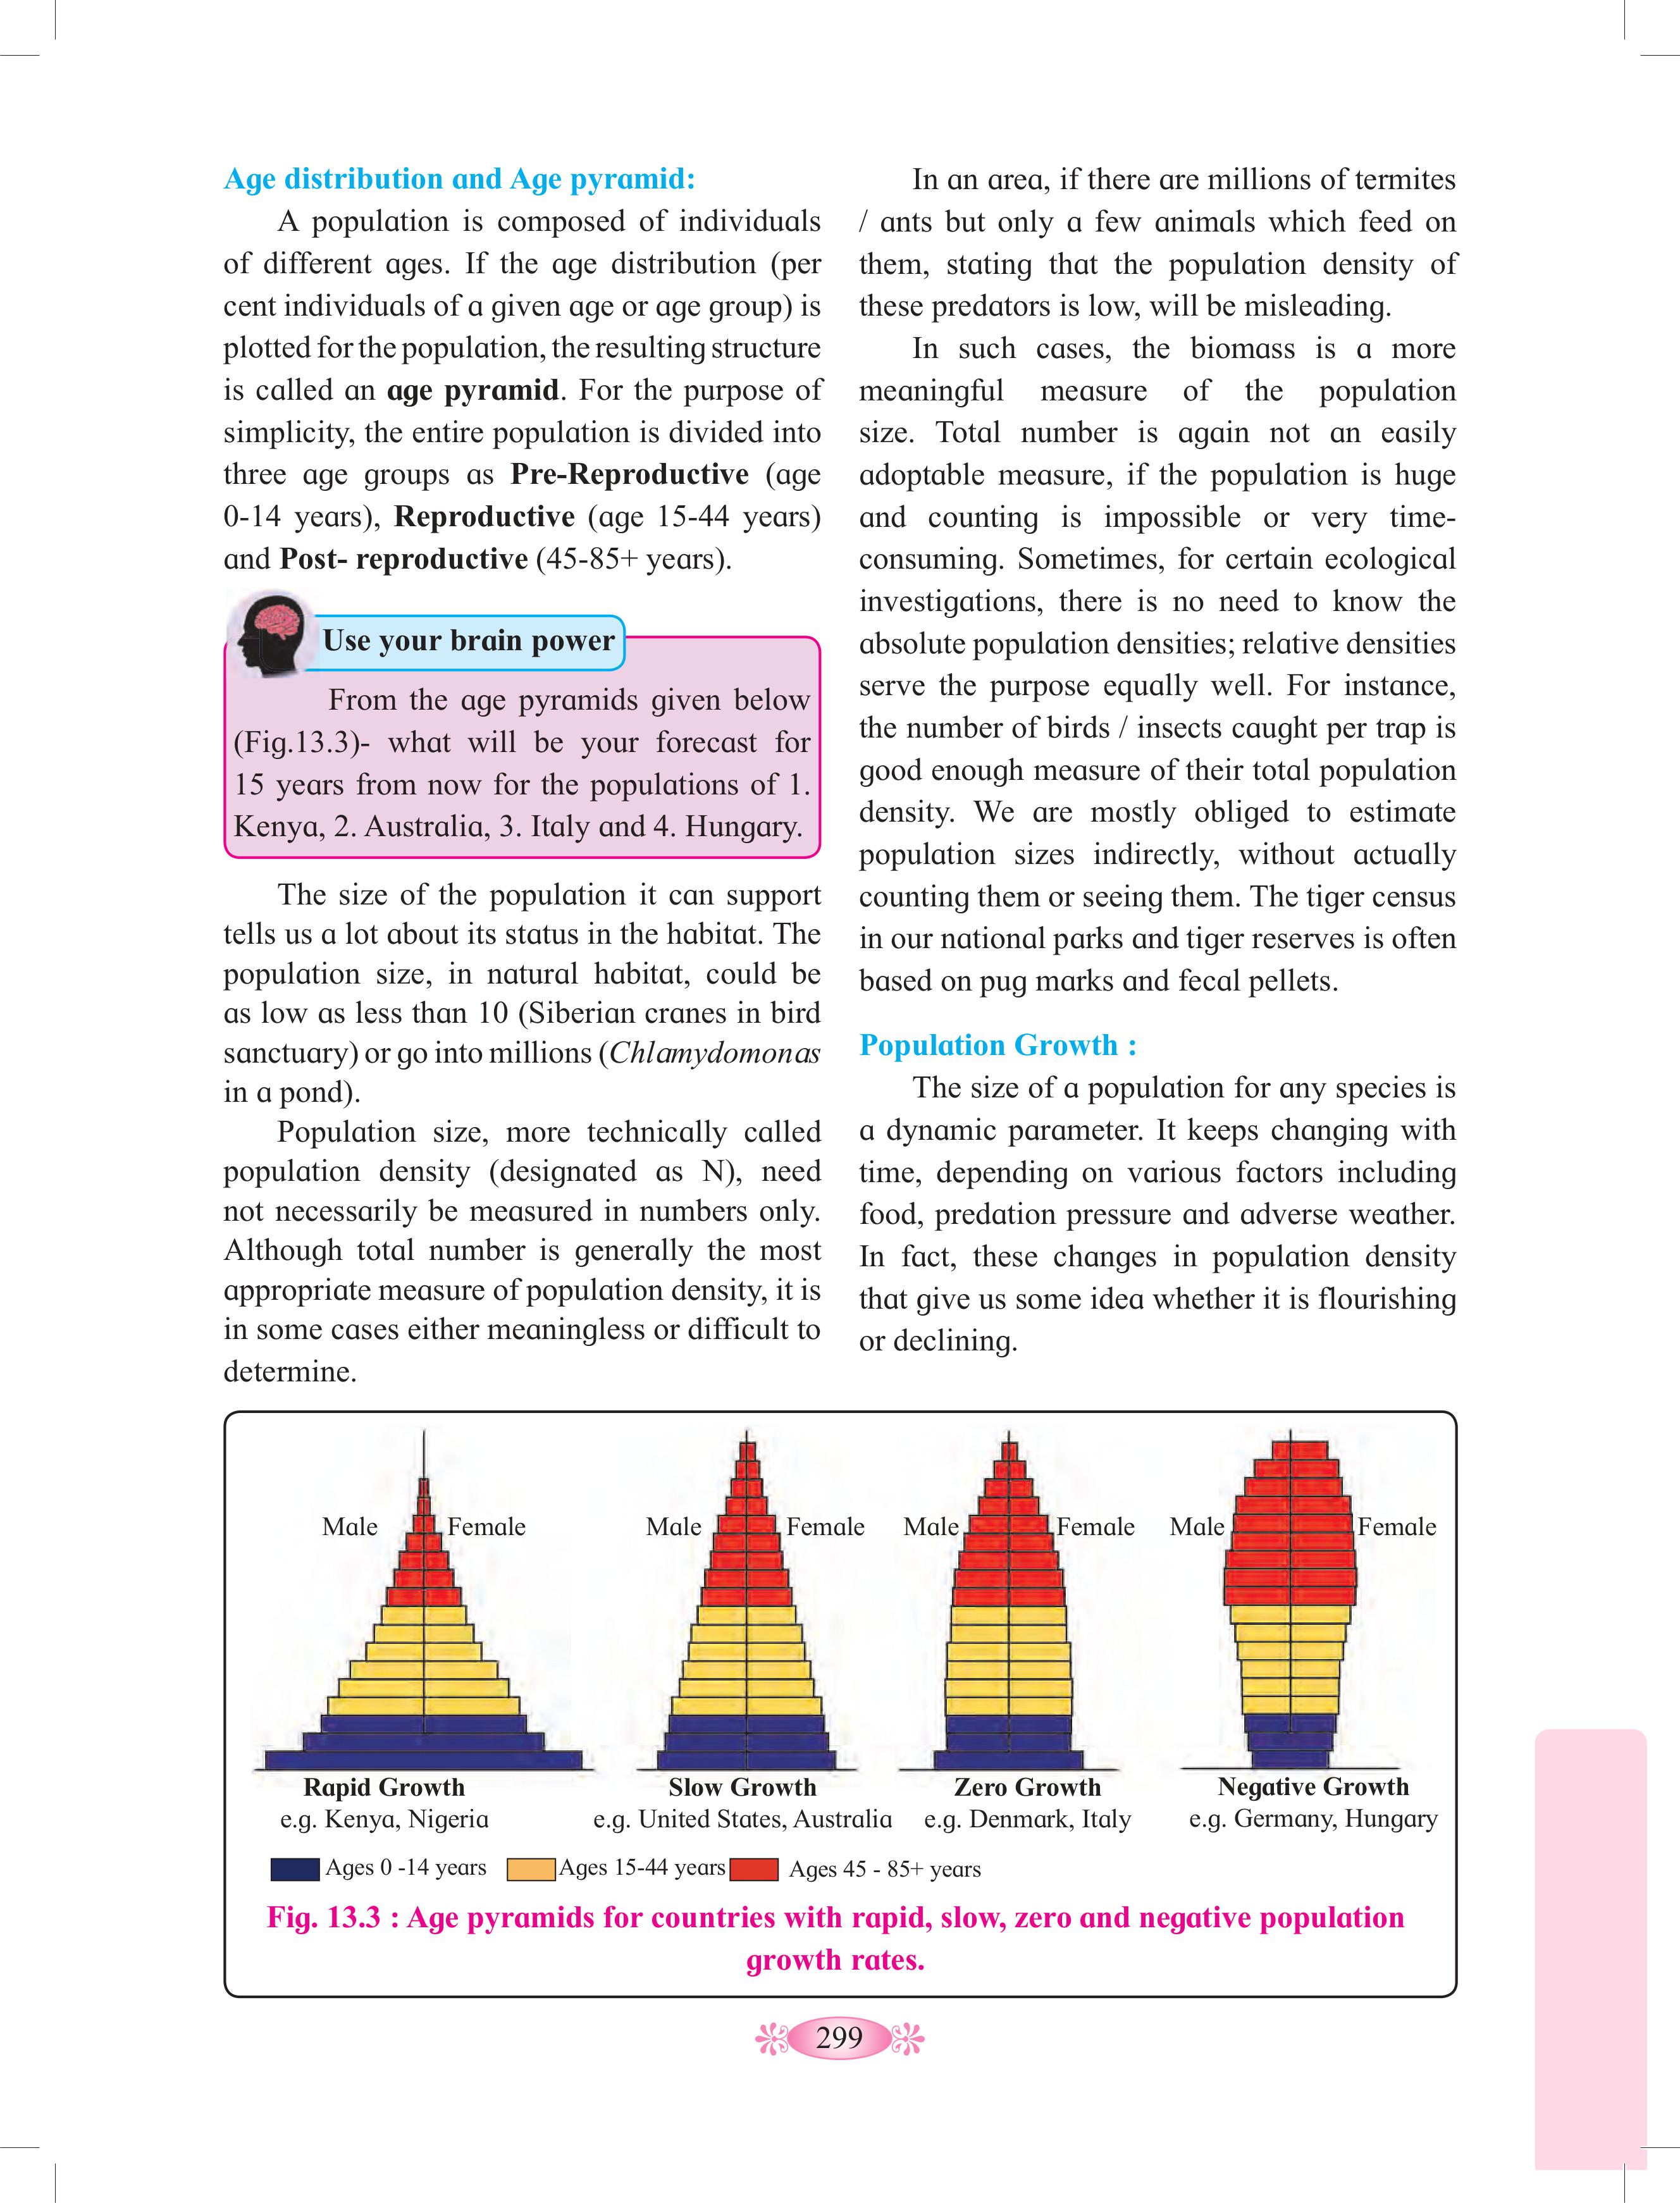 Age distribution and Age pyramid:
A population is composed of individuals
of different ages. If the age distribution (per
cent individuals of a given age or age group) is
plotted for the population, the resulting structure
is called an age pyramid. For the purpose of
simplicity, the entire population is divided into
three age groups as Pre-Reproductive (age
0-14 years), Reproductive (age 15-44 years)
and Post- reproductive (45-85+ years).
Use your brain power
From the age pyramids given below
(Fig.13.3)- what will be your forecast for
15 years from now for the populations of 1.
Kenya, 2. Australia, 3. Italy and 4. Hungary.
The size of the population it can support
tells us a lot about its status in the habitat. The
population size, in natural habitat, could be
as low as less than 10 (Siberian cranes in bird
sanctuary) or go into millions (Chlamydomonas
in a pond).
Population size, more technically called
population density (designated as N), need
not necessarily be measured in numbers only.
Although total number is generally the most
appropriate measure of population density, it is
in some cases either meaningless or difficult to
determine.
In an area, if there are millions of termites
/ ants but only a few animals which feed on
them, stating that the population density of
these predators is low, will be misleading.
In such cases, the biomass is a more
meaningful measure of the population
size. Total number is again not an easily
adoptable measure, if the population is huge
and counting is impossible or very time-
consuming. Sometimes, for certain ecological
investigations, there is no need to know the
absolute population densities; relative densities
serve the purpose equally well. For instance,
the number of birds / insects caught per trap is
good enough measure of their total population
density. We are mostly obliged to estimate
population sizes indirectly, without actually
counting them or seeing them. The tiger census
in our national parks and tiger reserves is often
based on pug marks and fecal pellets.
Population Growth :
The size of a population for any species is
a dynamic parameter. It keeps changing with
time, depending on various factors including
food, predation pressure and adverse weather.
In fact, these changes in population density
that give us some idea whether it is flourishing
or declining.
Male Female Male Female Male Female Male Female
Rapid Growth Slow Growth Zero Growth Negative Growth
e.g. Kenya, Nigeria e.g. United States, Australia e.g. Denmark, Italy e.g. Germany, Hungary
Ages 0 -14 years Ages 15-44 years Ages 45 - 85+ years
Fig. 13.3 : Age pyramids for countries with rapid, slow, zero and negative population
growth rates.
299